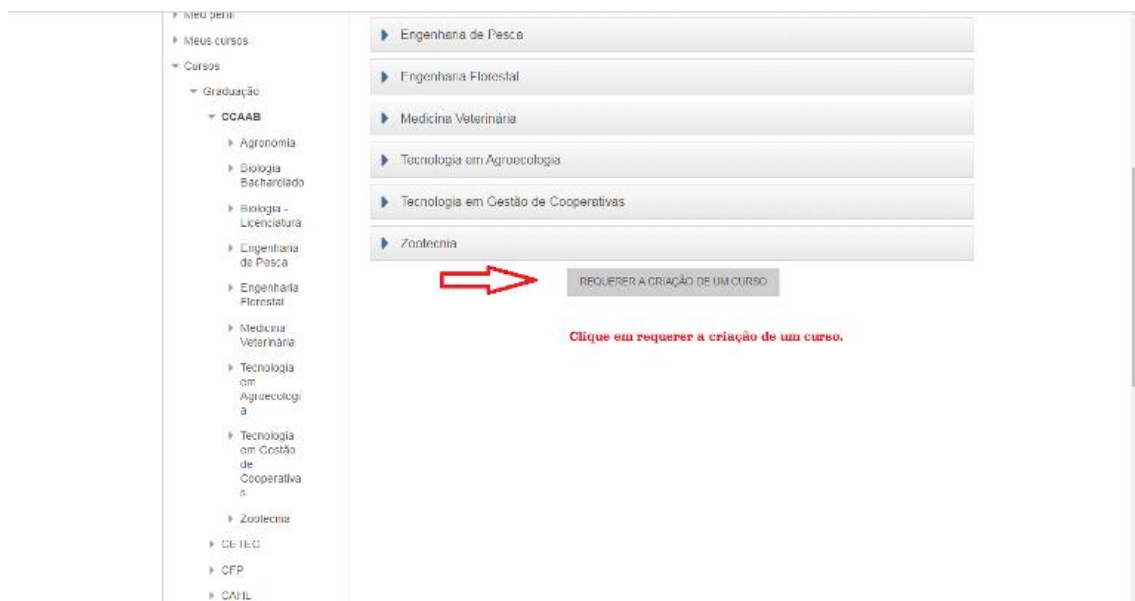 Meu perfil
Meus cursos
Cursos
Graduação
CCAAB
Agronomia
Biologia
Bacharelado
Biologia -
Licenciatura
Engenharia
de Pesca
Engenharia
Florestal
Medicina
Veterinária
Tecnologia
em
Agroecologi
a
Tecnologia
em Gestão
de
Cooperativa
s
Zootecnia
CETEC
CFP
CAHL
Engenharia de Pesca
Engenharia Florestal
Medicina Veterinária
Tecnologia em Agroecologia
Tecnologia em Gestão de Cooperativas
Zootecnia
REQUERER A CRIAÇÃO DE UM CURSO
Clique em requerer a criação de um curso.